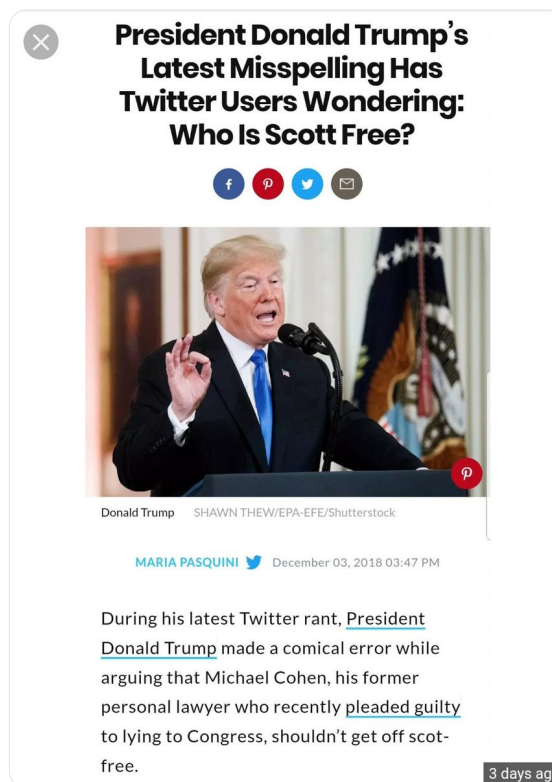 President Donald Trump's
Latest Misspelling Has
Twitter Users Wondering:
Who Is Scott Free?
Donald Trump SHAWN THEW/EPA-EFE/Shutterstock
MARIA PASQUINI December 03, 2018 03:47 PM
During his latest Twitter rant, President
Donald Trump made a comical error while
arguing that Michael Cohen, his former
personal lawyer who recently pleaded guilty
to lying to Congress, shouldn't get off scot-
free.
3 days ag